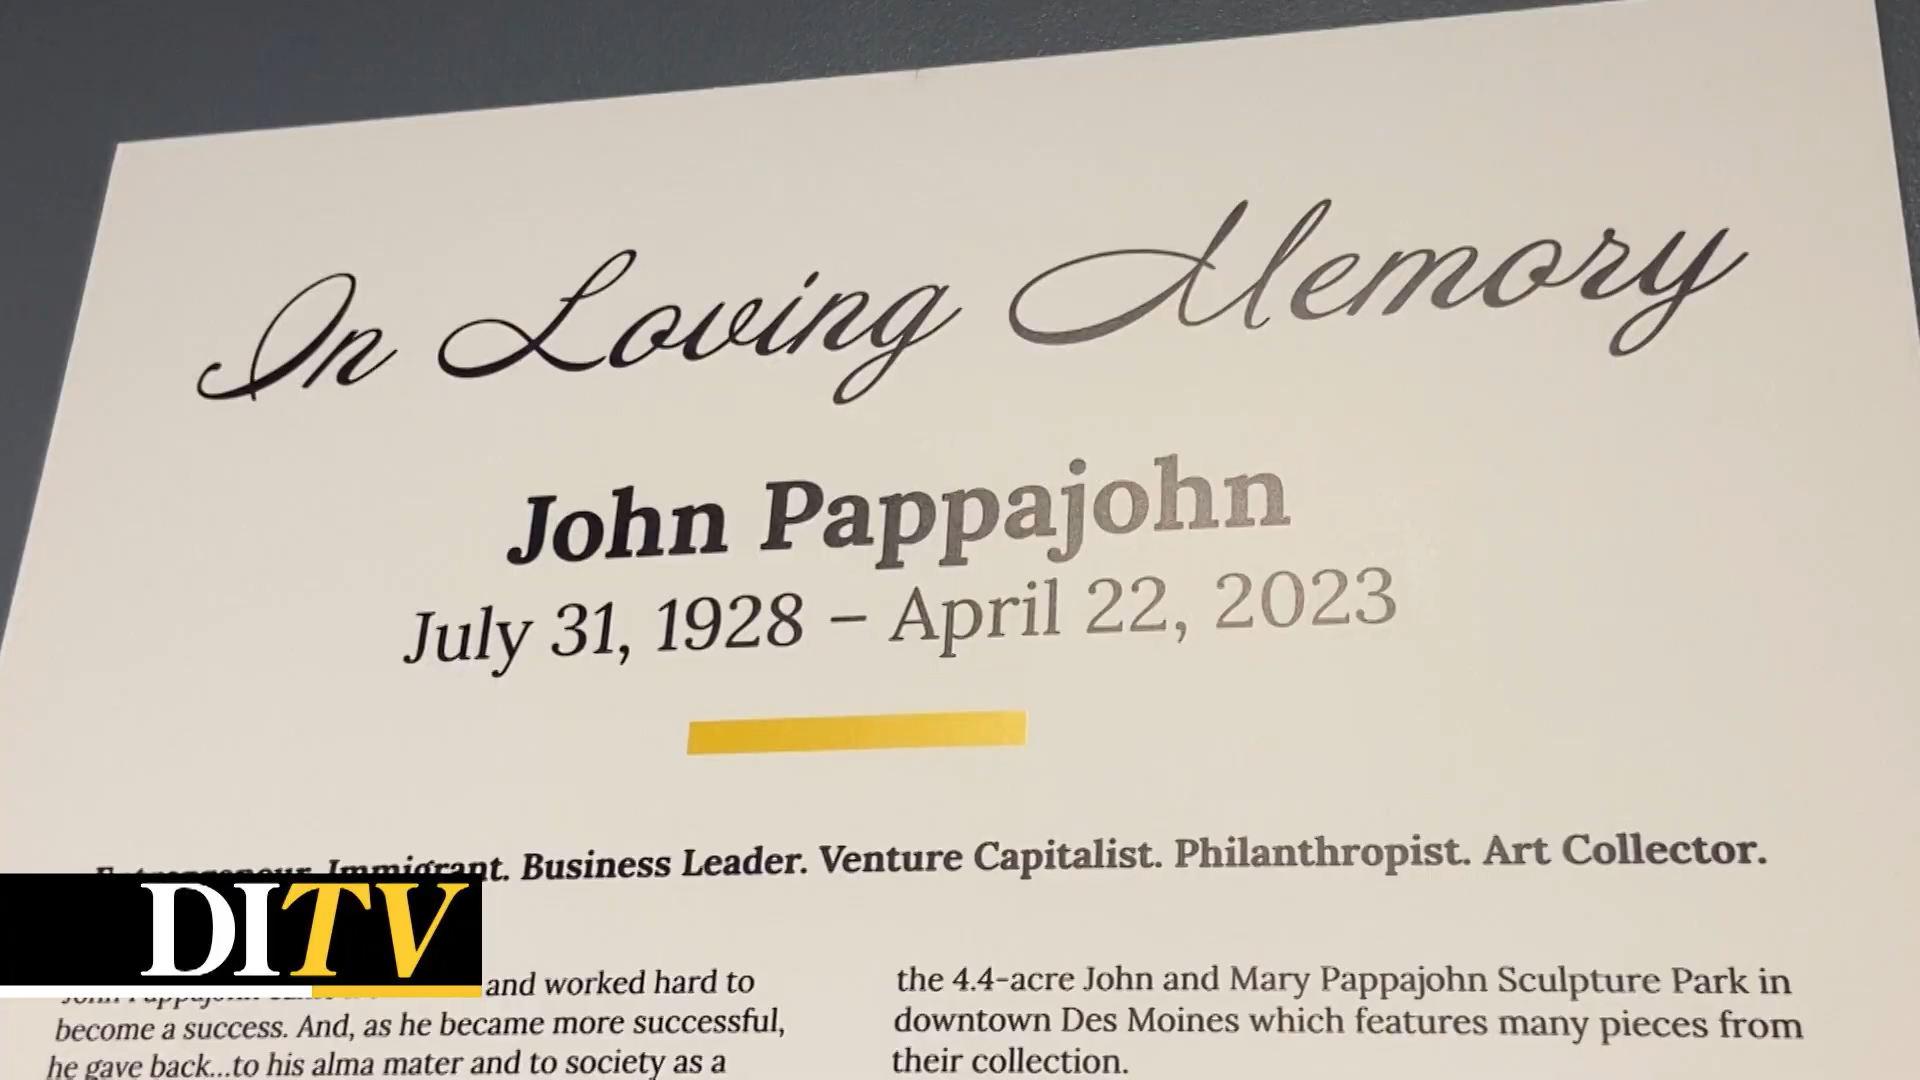 In Loving Memory
John Pappajohn
July 31, 1928 – April 22, 2023
Entrepreneur. Immigrant. Business Leader. Venture Capitalist. Philanthropist. Art Collector.
DITV
John Pappajohn and worked hard to
become a success. And, as he became more successful,
he gave back...to his alma mater and to society as a
the 4.4-acre John and Mary Pappajohn Sculpture Park in
downtown Des Moines which features many pieces from
their collection.